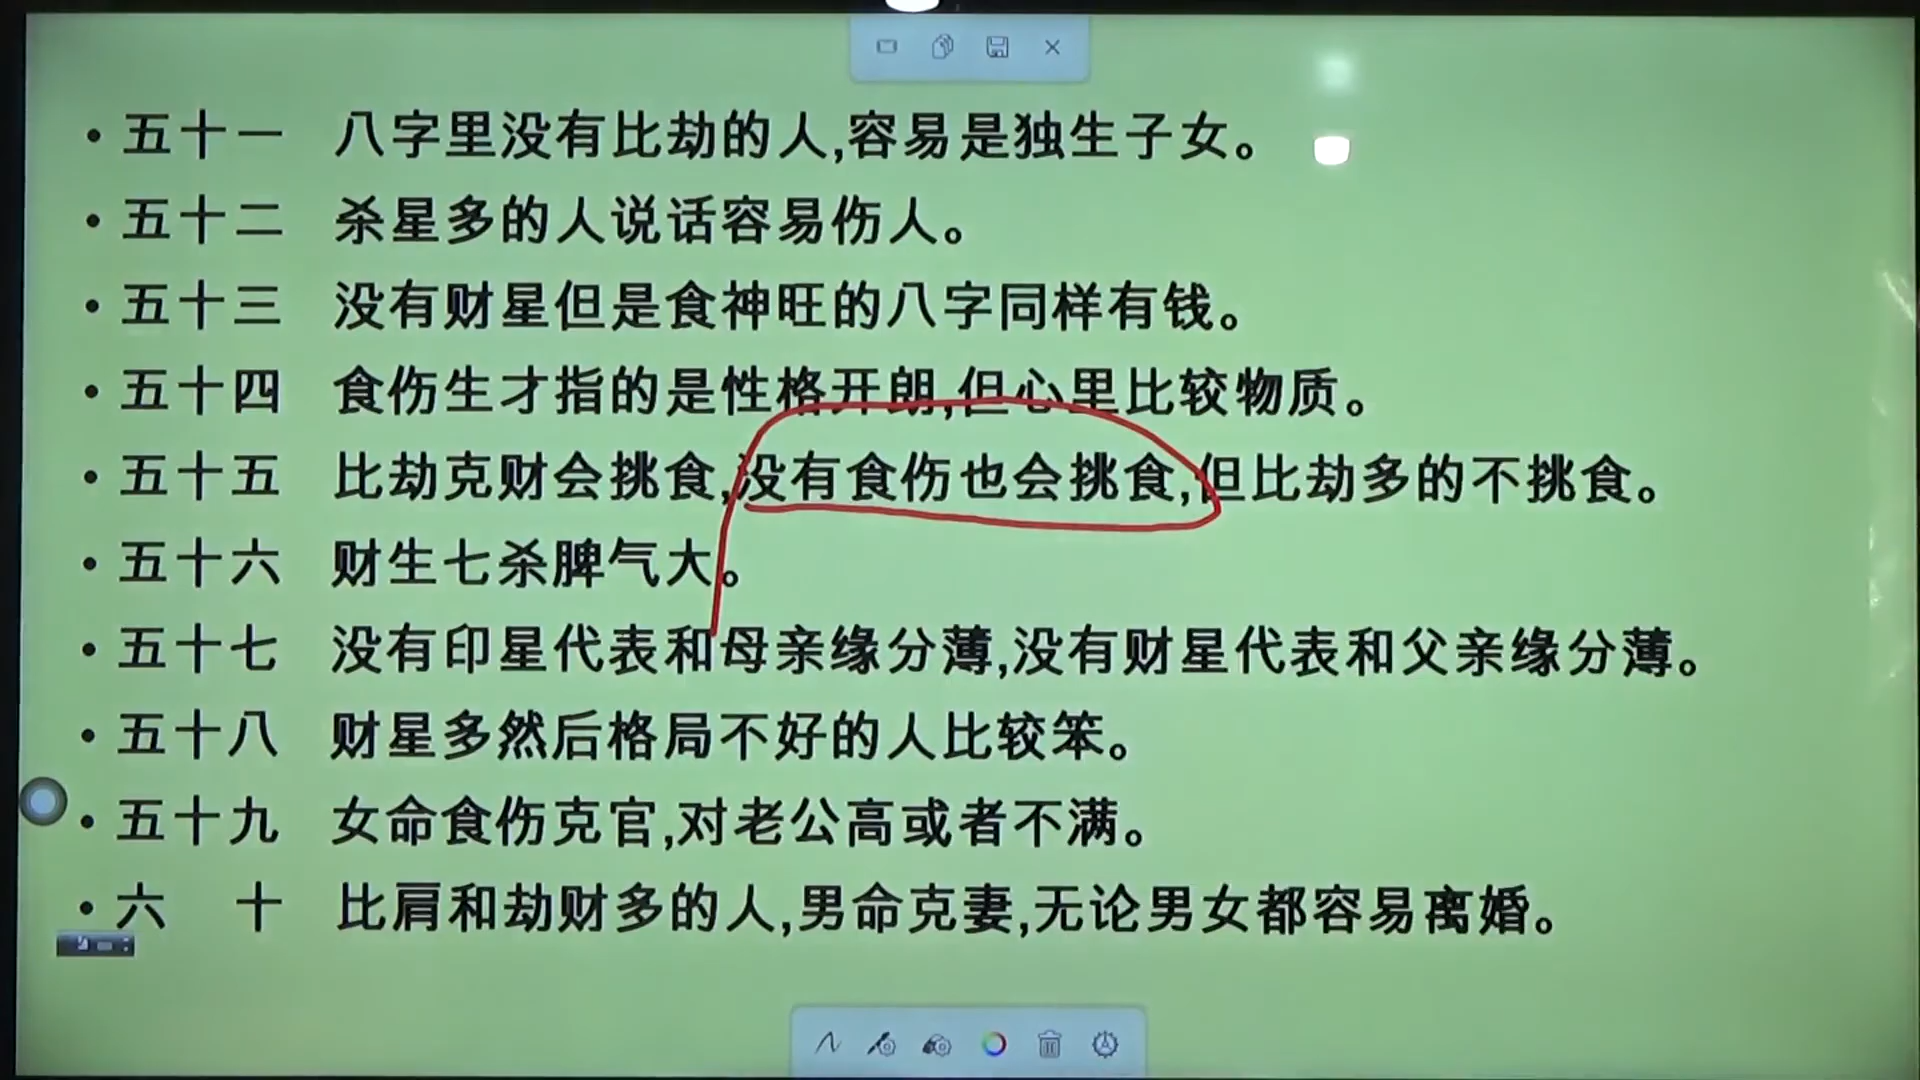 • 五十一 八字里没有比劫的人,容易是独生子女。
• 五十二 杀星多的人说话容易伤人。
• 五十三 没有财星但是食神旺的八字同样有钱。
• 五十四 食伤生才指的是性格开朗,但心里比较物质。
• 五十五 比劫克财会挑食,没有食伤也会挑食,但比劫多的不挑食。
• 五十六 财生七杀脾气大。
• 五十七 没有印星代表和母亲缘分薄,没有财星代表和父亲缘分薄。
• 五十八 财星多然后格局不好的人比较笨。
• 五十九 女命食伤克官,对老公高或者不满。
• 六 十 比肩和劫财多的人,男命克妻,无论男女都容易离婚。